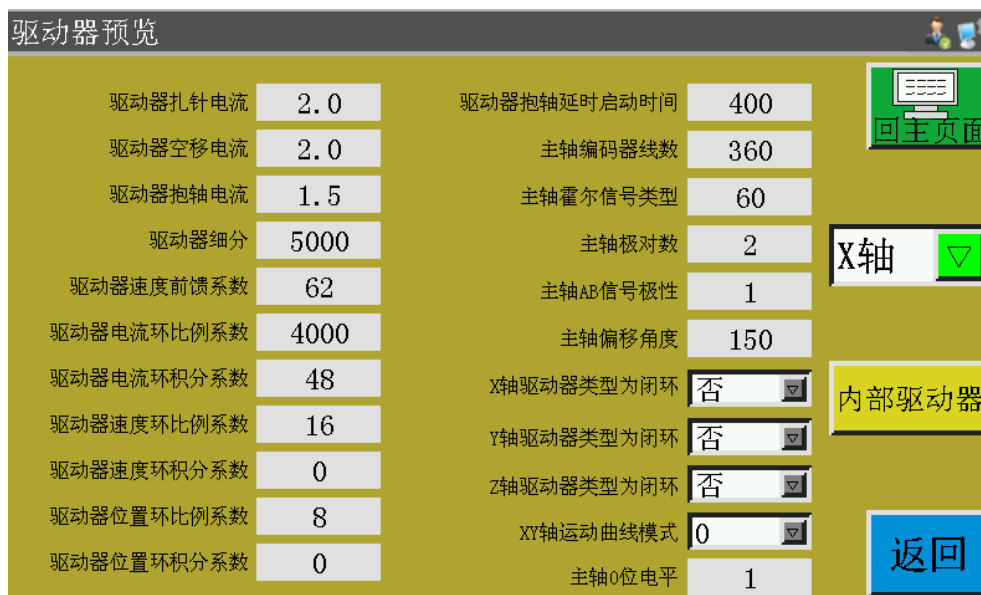 驱动器预览
驱动器扎针电流 2.0
驱动器空移电流 2.0
驱动器抱轴电流 1.5
驱动器细分 5000
驱动器速度前馈系数 62
驱动器电流环比例系数 4000
驱动器电流环积分系数 48
驱动器速度环比例系数 16
驱动器速度环积分系数 0
驱动器位置环比例系数 8
驱动器位置环积分系数 0
驱动器抱轴延时启动时间 400
主轴编码器线数 360
主轴霍尔信号类型 60
主轴极对数 2
主轴AB信号极性 1
主轴偏移角度 150
X轴驱动器类型为闭环 否
Y轴驱动器类型为闭环 否
Z轴驱动器类型为闭环 否
XY轴运动曲线模式 0
主轴0位电平 1
回主页面
X轴
内部驱动器
返回